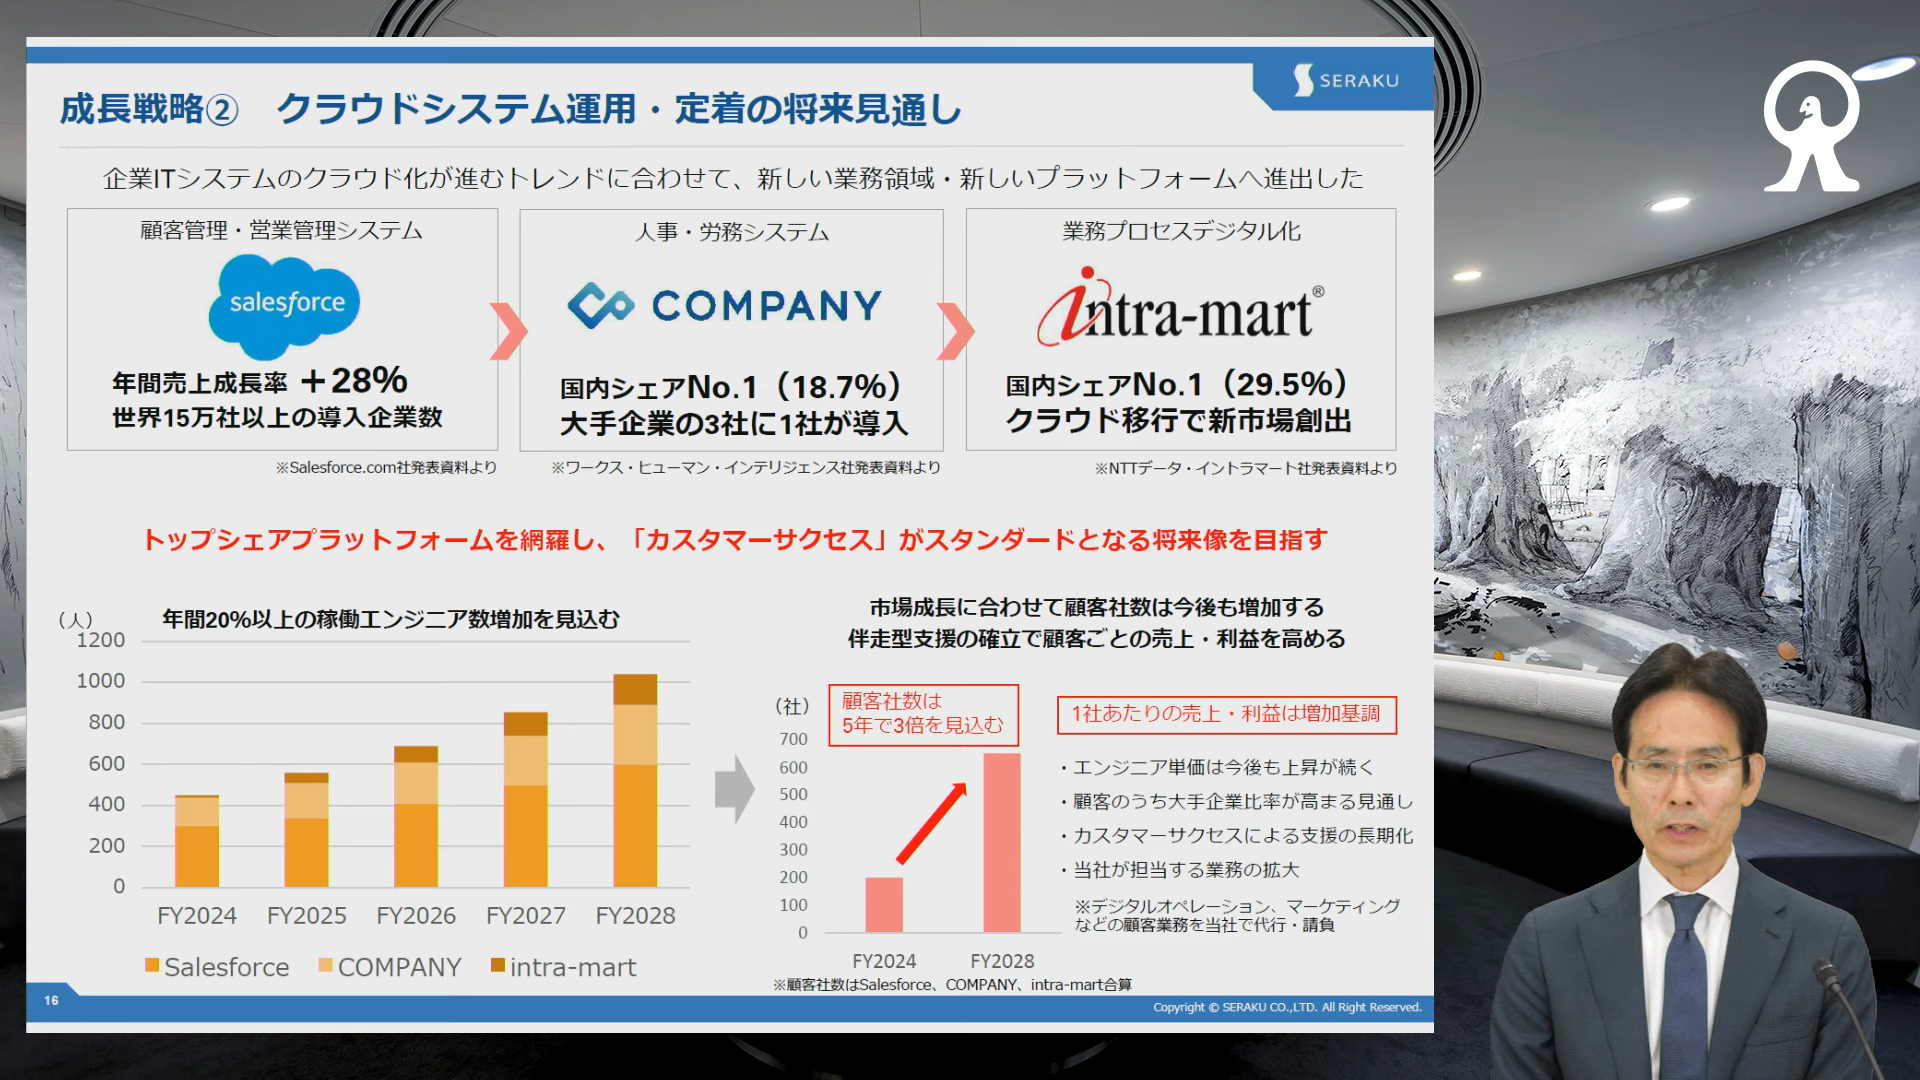 SERAKU
成長戦略② クラウドシステム運用・定着の将来見通し
企業ITシステムのクラウド化が進むトレンドに合わせて、新しい業務領域・新しいプラットフォームへ進出した
顧客管理・営業管理システム
salesforce
年間売上成長率 +28%
世界15万社以上の導入企業数
※Salesforce.com社発表資料より
人事・労務システム
COMPANY
国内シェアNo.1（18.7%）
大手企業の3社に1社が導入
※ワークス・ヒューマン・インテリジェンス社発表資料より
業務プロセスデジタル化
intra-mart®
国内シェアNo.1（29.5%）
クラウド移行で新市場創出
※NTTデータ・イントラマート社発表資料より
トップシェアプラットフォームを網羅し、「カスタマーサクセス」がスタンダードとなる将来像を目指す
年間20%以上の稼働エンジニア数増加を見込む
（人）
1200
1000
800
600
400
200
0
FY2024 FY2025 FY2026 FY2027 FY2028
Salesforce COMPANY intra-mart
市場成長に合わせて顧客社数は今後も増加する
伴走型支援の確立で顧客ごとの売上・利益を高める
（社）
顧客社数は
5年で3倍を見込む
700
600
500
400
300
200
100
0
FY2024 FY2028
※顧客社数はSalesforce、COMPANY、intra-mart合算
1社あたりの売上・利益は増加基調
・エンジニア単価は今後も上昇が続く
・顧客のうち大手企業比率が高まる見通し
・カスタマーサクセスによる支援の長期化
・当社が担当する業務の拡大
※デジタルオペレーション、マーケティング
などの顧客業務を当社で代行・請負
16
Copyright © SERAKU CO.,LTD. All Right Reserved.